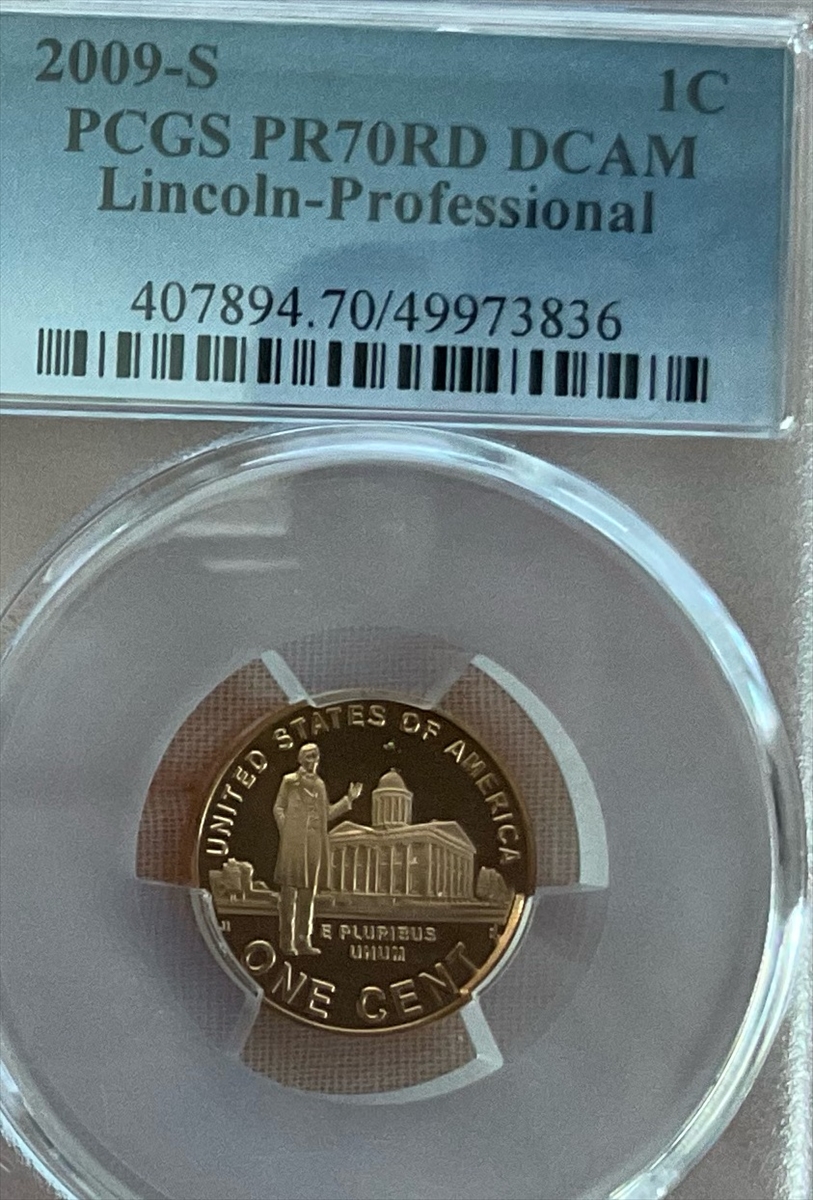 2009-S 1C
PCGS PR70RD DCAM
Lincoln-Professional
407894.70/49973836
UNITED STATES OF AMERICA
E PLURIBUS
UNUM
ONE CENT